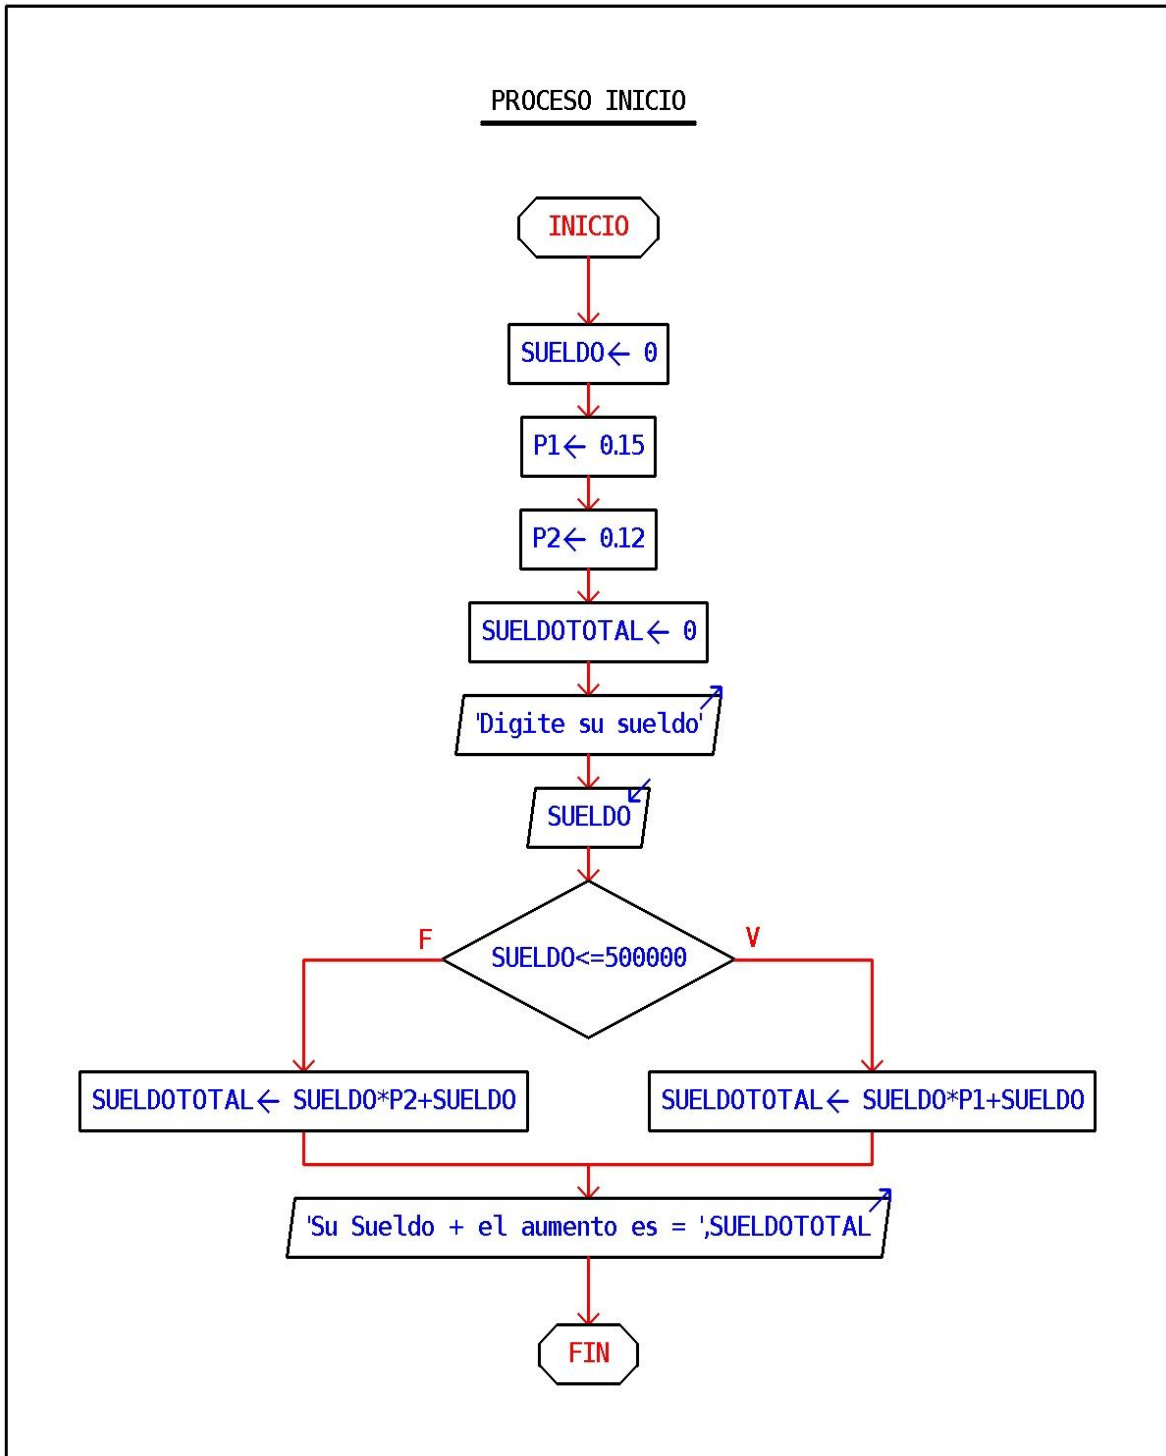 PROCESO INICIO
INICIO
SUELDO← 0
P1← 0.15
P2← 0.12
SUELDOTOTAL← 0
'Digite su sueldo'
SUELDO
SUELDO<=500000
F
V
SUELDOTOTAL← SUELDO*P2+SUELDO
SUELDOTOTAL← SUELDO*P1+SUELDO
'Su Sueldo + el aumento es = ',SUELDOTOTAL
FIN